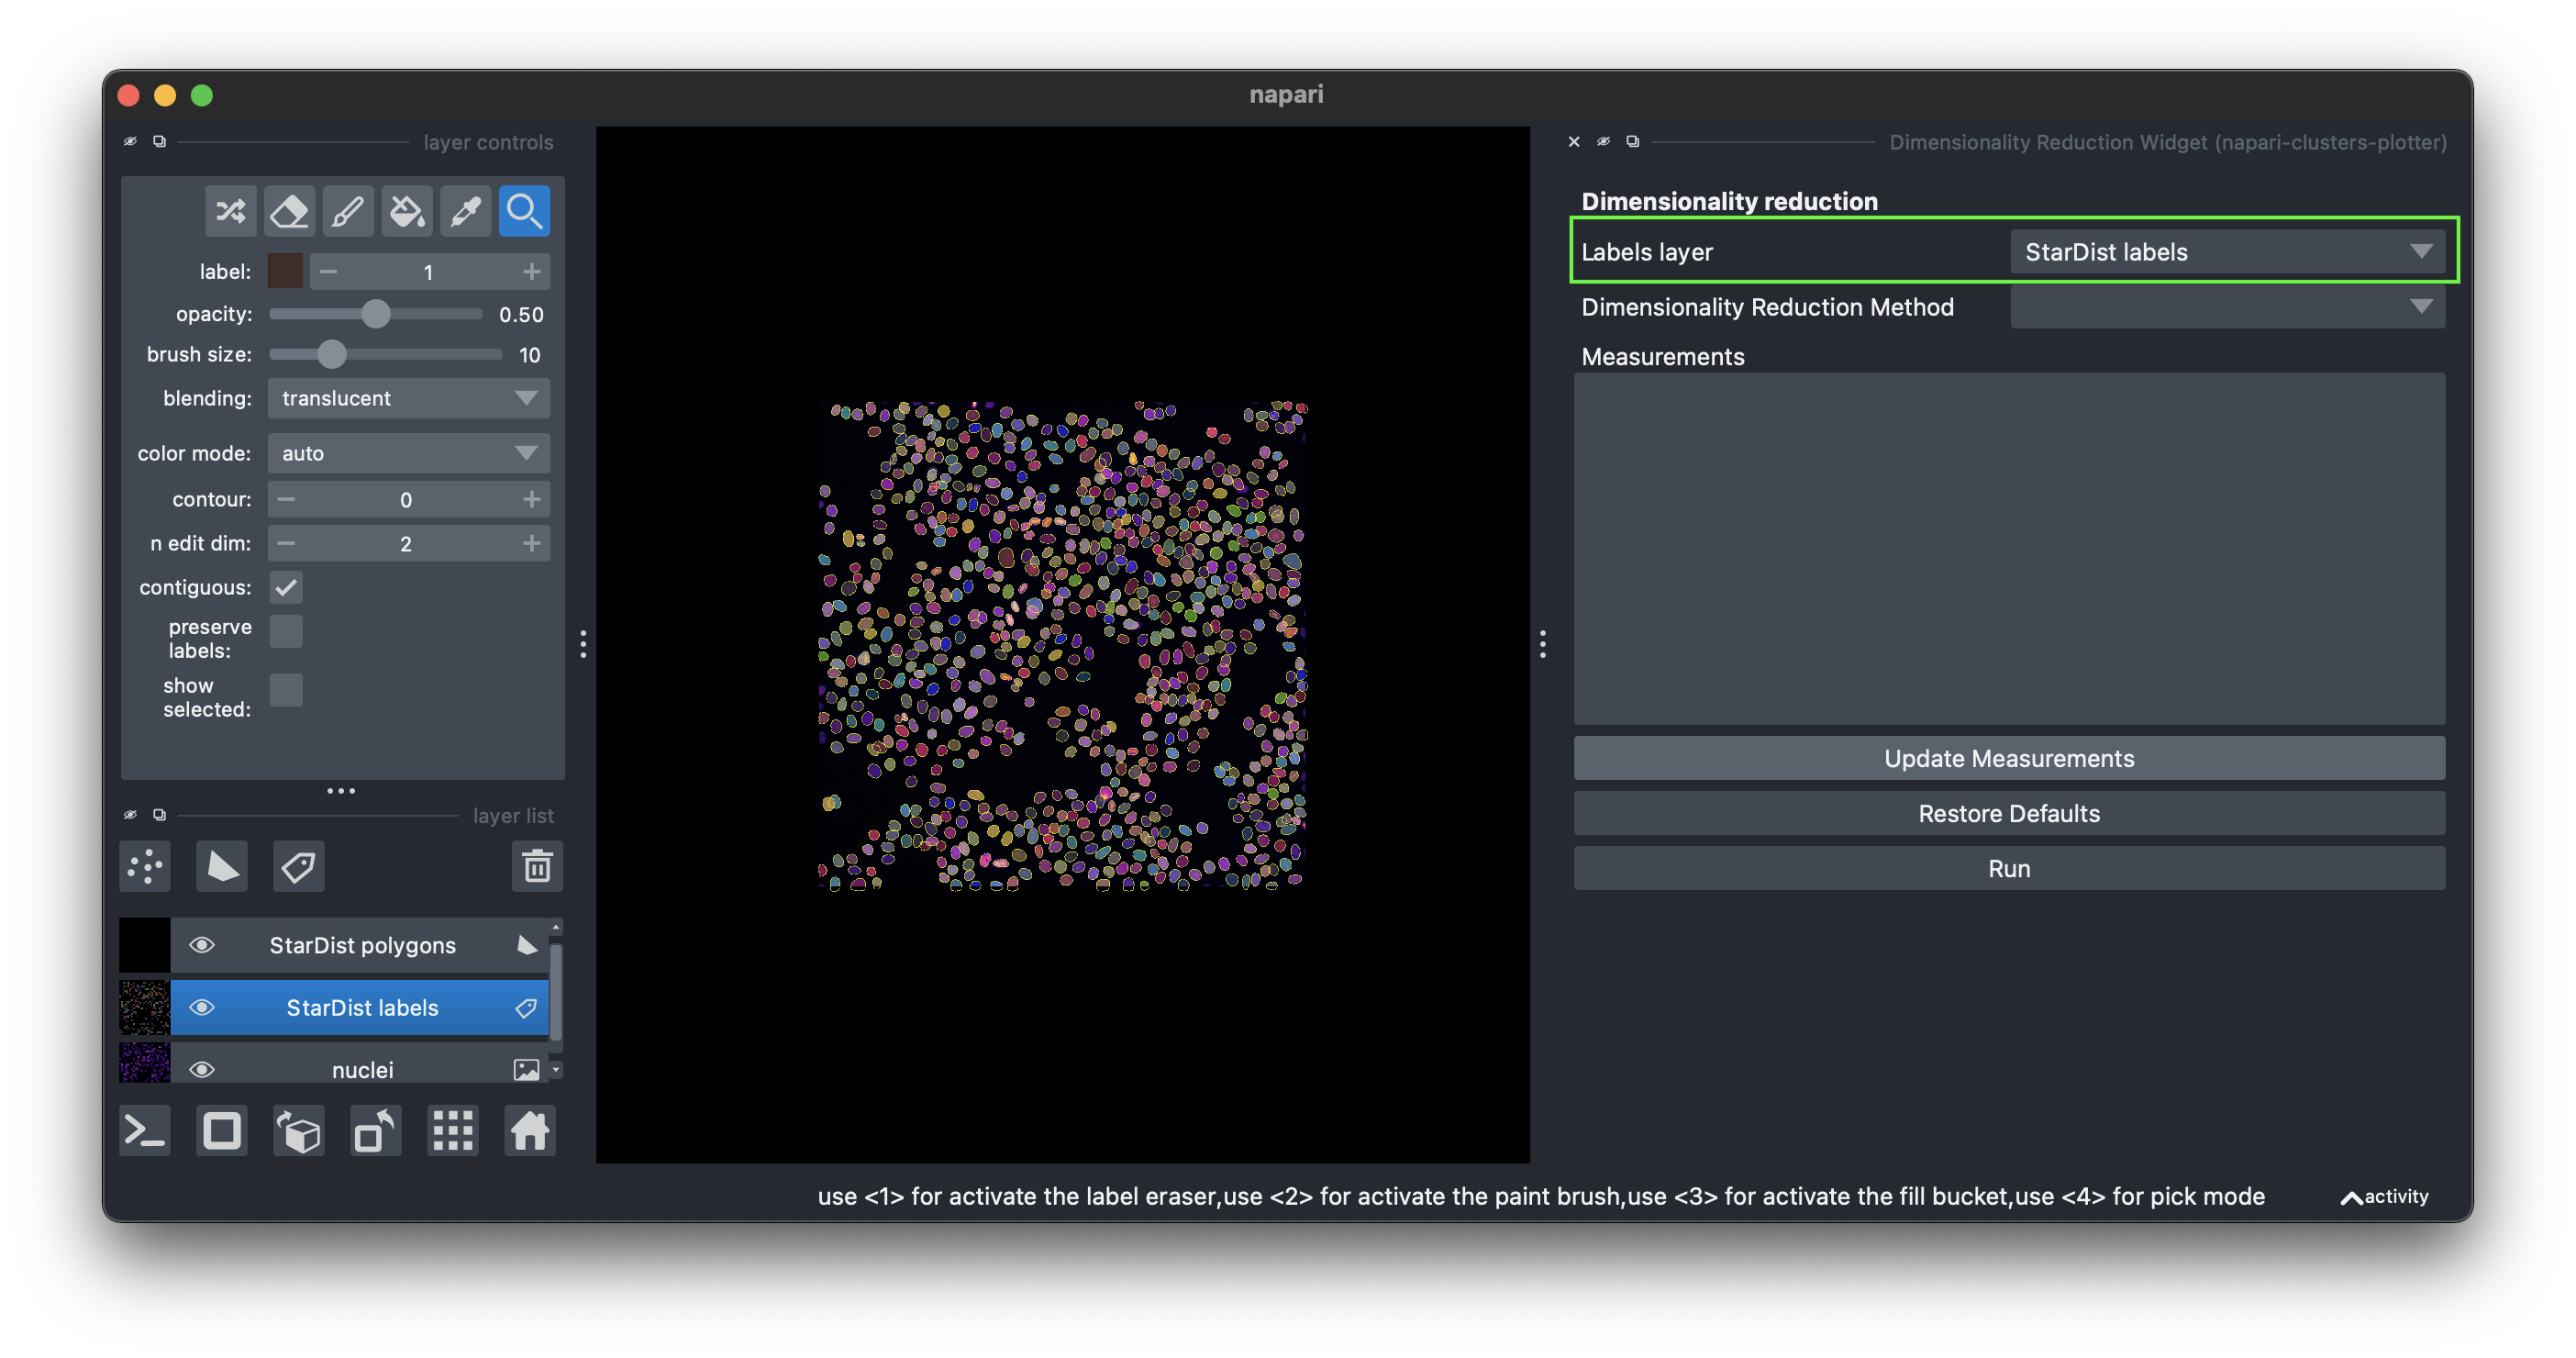 napari
layer controls
label:
1
opacity:
0.50
brush size:
10
blending:
translucent
color mode:
auto
contour:
0
n edit dim:
2
contiguous:
preserve
labels:
show
selected:
layer list
StarDist polygons
StarDist labels
nuclei
Dimensionality Reduction Widget (napari-clusters-plotter)
Dimensionality reduction
Labels layer
StarDist labels
Dimensionality Reduction Method
Measurements
Update Measurements
Restore Defaults
Run
use <1> for activate the label eraser,use <2> for activate the paint brush,use <3> for activate the fill bucket,use <4> for pick mode
activity